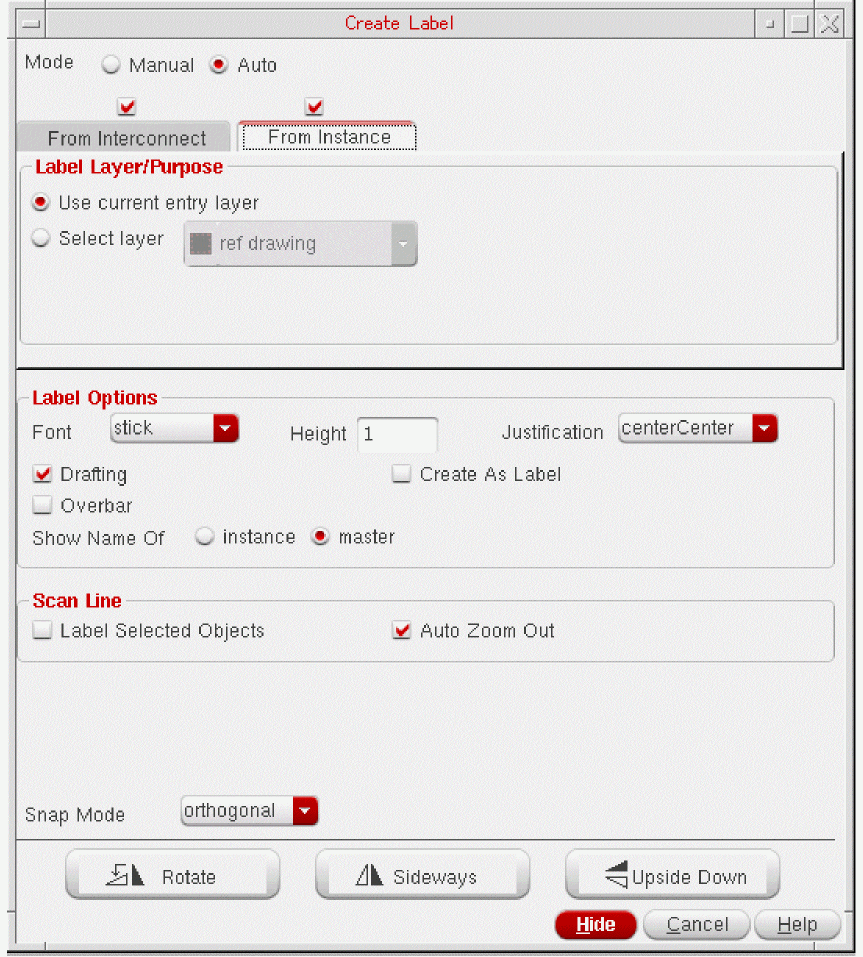 Create Label
Mode Manual Auto
From Interconnect From Instance
Label Layer/Purpose
Use current entry layer
Select layer ref drawing
Label Options
Font stick Height 1 Justification centerCenter
Drafting Create As Label
Overbar
Show Name Of instance master
Scan Line
Label Selected Objects Auto Zoom Out
Snap Mode orthogonal
Rotate Sideways Upside Down
Hide Cancel Help